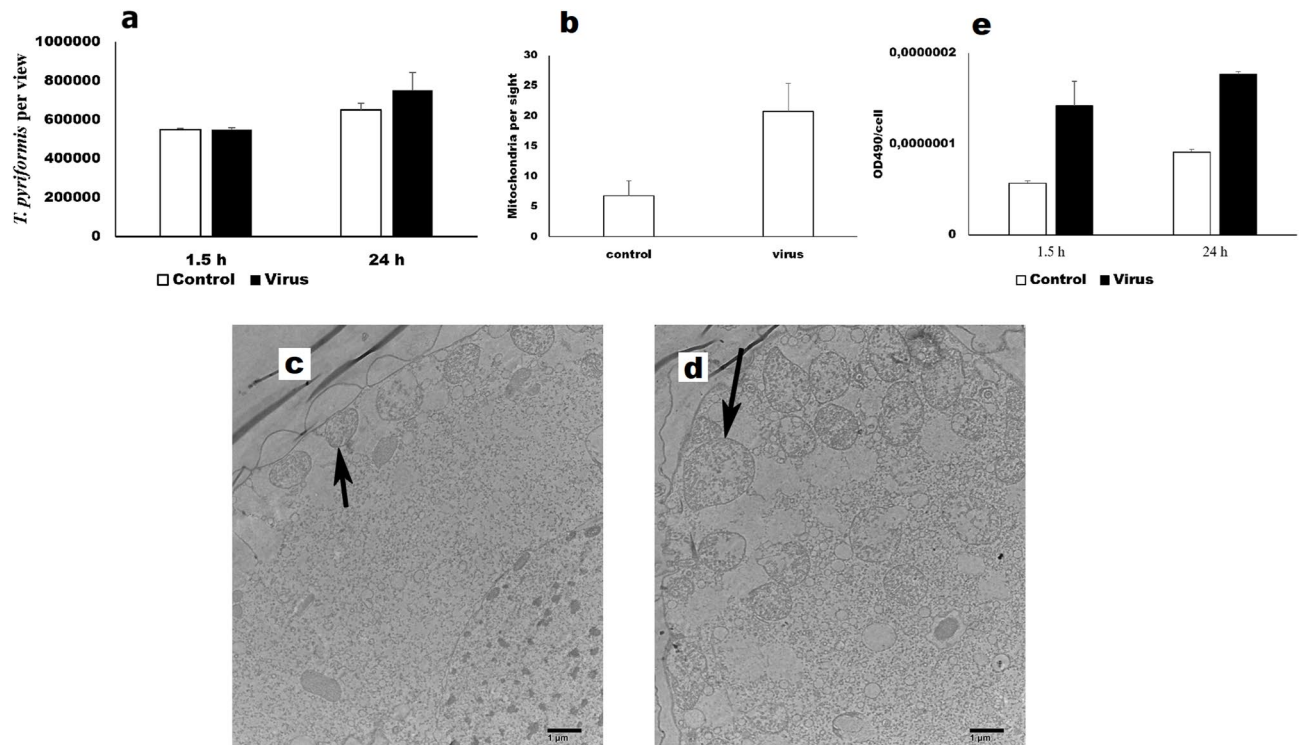 a
T. pyriformis per view
1000000
800000
600000
400000
200000
0
1.5 h 24 h
Control Virus
b
Mitochondria per sight
30
25
20
15
10
5
0
control virus
e
OD490/cell
0,0000002
0,0000001
0
1.5 h 24 h
Control Virus
c
1 µm
d
1 µm